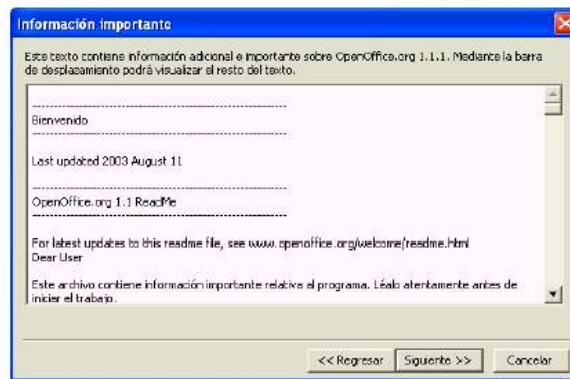 Información importante
Este texto contiene información adicional e importante sobre OpenOffice.org 1.1.1. Mediante la barra
de desplazamiento podrá visualizar el resto del texto.
------------------------------------------------------------
Bienvenido
------------------------------------------------------------
Last updated 2003 August 11
------------------------------------------------------------
OpenOffice.org 1.1 ReadMe
------------------------------------------------------------
For latest updates to this readme file, see www.openoffice.org/welcome/readme.html
Dear User
Este archivo contiene información importante relativa al programa. Léalo atentamente antes de
iniciar el trabajo.
<< Regresar Siguiente >> Cancelar